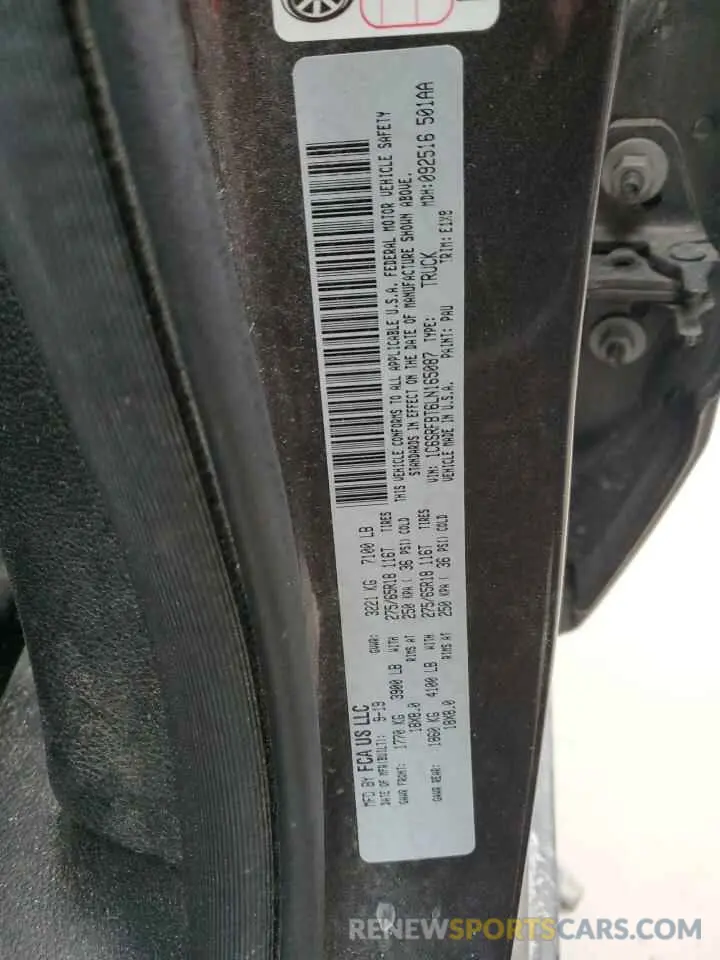 MFD BY FCA US LLC
DATE OF MFR(BUILT): 9-19
GVWR: 3221 KG 7100 LB
GAWR FRONT: 1770 KG 3900 LB WITH 275/65R18 116T TIRES
18X8.0 RIMS AT 250 KPA ( 36 PSI) COLD
GAWR REAR: 1860 KG 4100 LB WITH 275/65R18 116T TIRES
18X8.0 RIMS AT 250 KPA ( 36 PSI) COLD
THIS VEHICLE CONFORMS TO ALL APPLICABLE U.S.A. FEDERAL MOTOR VEHICLE SAFETY
STANDARDS IN EFFECT ON THE DATE OF MANUFACTURE SHOWN ABOVE.
VIN: 1C6SRFBT6LN165087 TYPE: TRUCK MDH:092516 501AA
VEHICLE MADE IN U.S.A. PAINT: PAU TRIM: E1X8
RENEWSPORTSCARS.COM